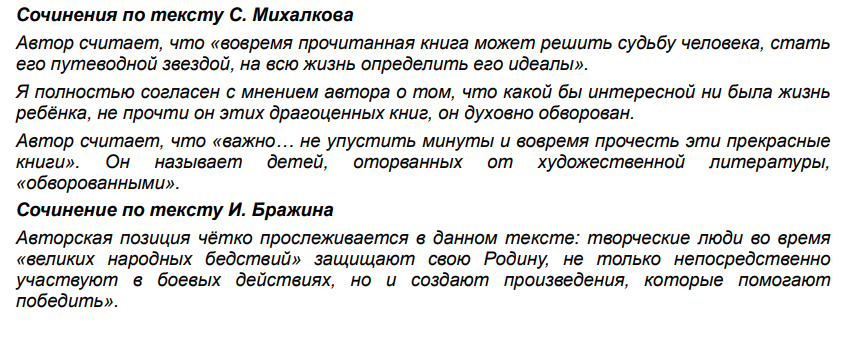 Сочинения по тексту С. Михалкова
Автор считает, что «вовремя прочитанная книга может решить судьбу человека, стать
его путеводной звездой, на всю жизнь определить его идеалы».
Я полностью согласен с мнением автора о том, что какой бы интересной ни была жизнь
ребёнка, не прочти он этих драгоценных книг, он духовно обворован.
Автор считает, что «важно… не упустить минуты и вовремя прочесть эти прекрасные
книги». Он называет детей, оторванных от художественной литературы,
«обворованными».
Сочинение по тексту И. Бражина
Авторская позиция чётко прослеживается в данном тексте: творческие люди во время
«великих народных бедствий» защищают свою Родину, не только непосредственно
участвуют в боевых действиях, но и создают произведения, которые помогают
победить».